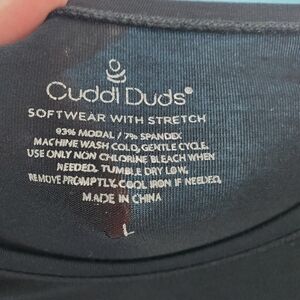 Cuddl Duds®
SOFTWEAR WITH STRETCH
93% MODAL / 7% SPANDEX
MACHINE WASH COLD, GENTLE CYCLE.
USE ONLY NON CHLORINE BLEACH WHEN
NEEDED. TUMBLE DRY LOW,
REMOVE PROMPTLY. COOL IRON IF NEEDED.
MADE IN CHINA
L